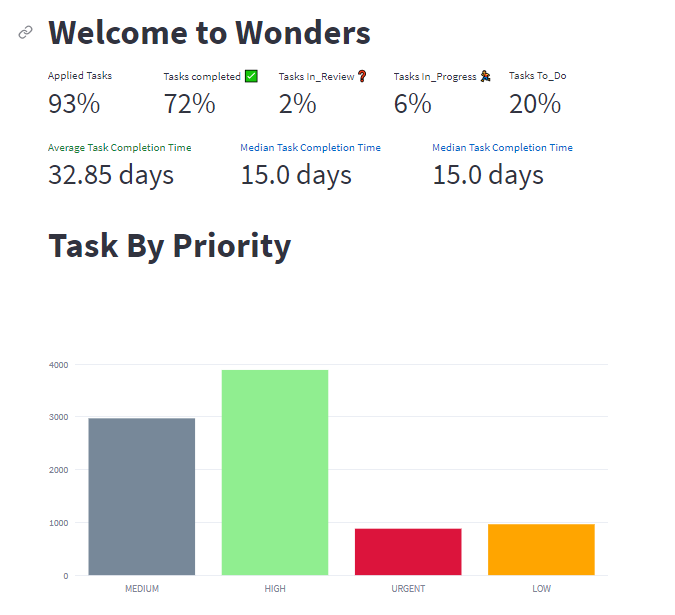 Welcome to Wonders
Applied Tasks
Tasks completed ✅
Tasks In_Review ❓
Tasks In_Progress 🏃
Tasks To_Do
93%
72%
2%
6%
20%
Average Task Completion Time
Median Task Completion Time
Median Task Completion Time
32.85 days
15.0 days
15.0 days
Task By Priority
4000
3000
2000
1000
0
MEDIUM
HIGH
URGENT
LOW